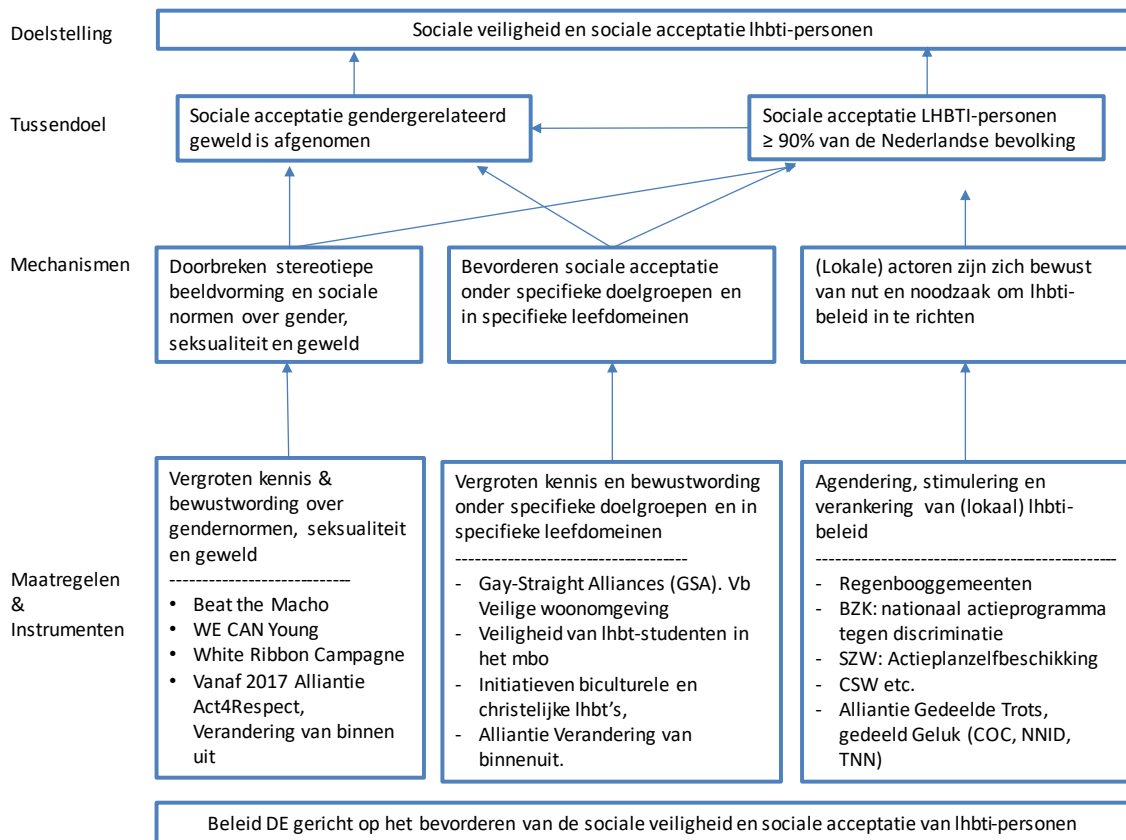 Doelstelling
Sociale veiligheid en sociale acceptatie lhbti-personen
Tussendoel
Sociale acceptatie gendergerelateerd
geweld is afgenomen
Sociale acceptatie LHBTI-personen
≥ 90% van de Nederlandse bevolking
Mechanismen
Doorbreken stereotiepe
beeldvorming en sociale
normen over gender,
seksualiteit en geweld
Bevorderen sociale acceptatie
onder specifieke doelgroepen en
in specifieke leefdomeinen
(Lokale) actoren zijn zich bewust
van nut en noodzaak om lhbti-
beleid in te richten
Maatregelen
&
Instrumenten
Vergroten kennis &
bewustwording over
gendernormen, seksualiteit
en geweld
----------------------------
• Beat the Macho
• WE CAN Young
• White Ribbon Campagne
• Vanaf 2017 Alliantie
Act4Respect,
Verandering van binnen
uit
Vergroten kennis en bewustwording
onder specifieke doelgroepen en in
specifieke leefdomeinen
-----------------------------------
- Gay-Straight Alliances (GSA). Vb
Veilige woonomgeving
- Veiligheid van lhbt-studenten in
het mbo
- Initiatieven biculturele en
christelijke lhbt’s,
- Alliantie Verandering van
binnenuit.
Agendering, stimulering en
verankering van (lokaal) lhbti-
beleid
----------------------------------------------
- Regenbooggemeenten
- BZK: nationaal actieprogramma
tegen discriminatie
- SZW: Actieplanzelfbeschikking
- CSW etc.
- Alliantie Gedeelde Trots,
gedeeld Geluk (COC, NNID,
TNN)
Beleid DE gericht op het bevorderen van de sociale veiligheid en sociale acceptatie van lhbti-personen